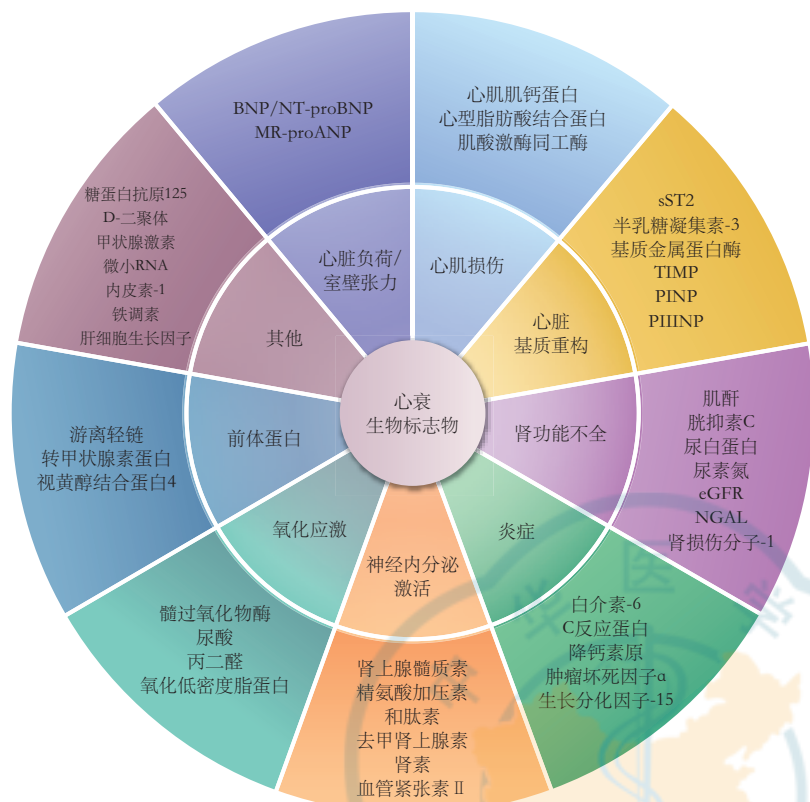 心衰
生物标志物
心脏负荷/
室壁张力
BNP/NT-proBNP
MR-proANP
心肌损伤
心肌肌钙蛋白
心型脂肪酸结合蛋白
肌酸激酶同工酶
心脏
基质重构
sST2
半乳糖凝集素-3
基质金属蛋白酶
TIMP
PINP
PIIINP
肾功能不全
肌酐
胱抑素C
尿白蛋白
尿素氮
eGFR
NGAL
肾损伤分子-1
炎症
白介素-6
C反应蛋白
降钙素原
肿瘤坏死因子α
生长分化因子-15
神经内分泌
激活
肾上腺髓质素
精氨酸加压素
和肽素
去甲肾上腺素
肾素
血管紧张素Ⅱ
氧化应激
髓过氧化物酶
尿酸
丙二醛
氧化低密度脂蛋白
前体蛋白
游离轻链
转甲状腺素蛋白
视黄醇结合蛋白4
其他
糖蛋白抗原125
D-二聚体
甲状腺激素
微小RNA
内皮素-1
铁调素
肝细胞生长因子
华
医
学